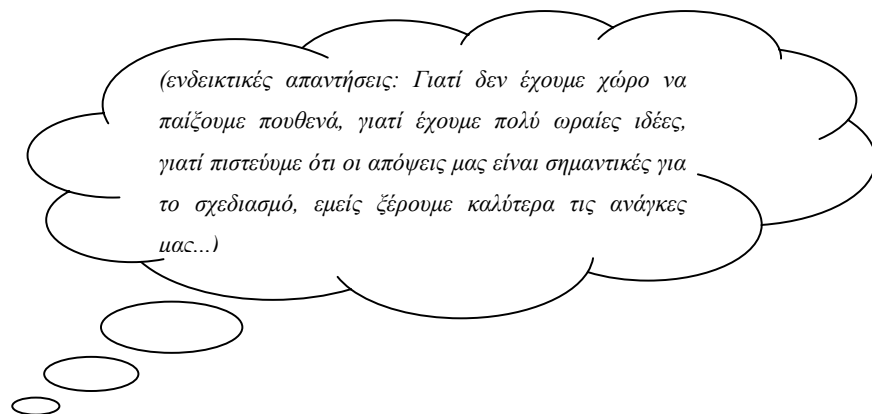 (ενδεικτικές απαντήσεις: Γιατί δεν έχουμε χώρο να
παίξουμε πουθενά, γιατί έχουμε πολύ ωραίες ιδέες,
γιατί πιστεύυμε ότι οι απόψεις μας είναι σημαντικές για
το σχεδιασμό, εμείς ξέρουμε καλύτερα τις ανάγκες
μας...)